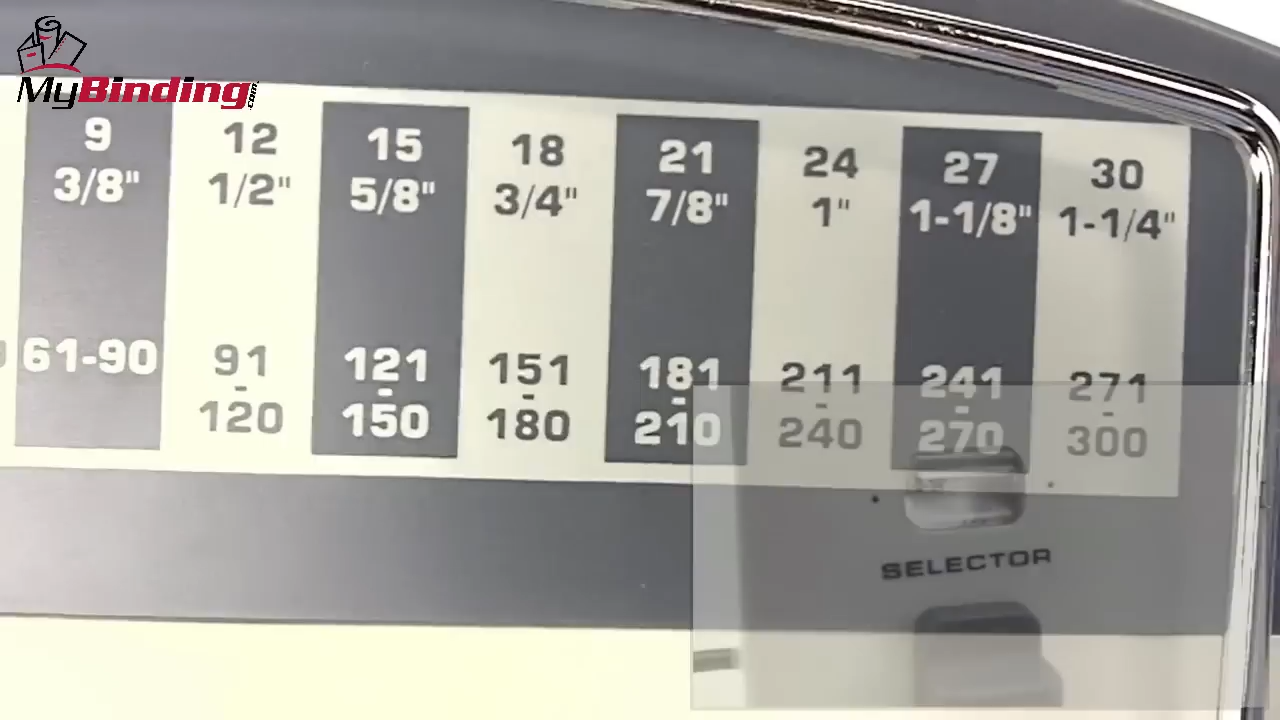 MyBinding.com
9 12 15 18 21 24 27 30
3/8" 1/2" 5/8" 3/4" 7/8" 1" 1-1/8" 1-1/4"
61-90 91 121 151 181 211 241 271
- - - - - - -
120 150 180 210 240 270 300
SELECTOR